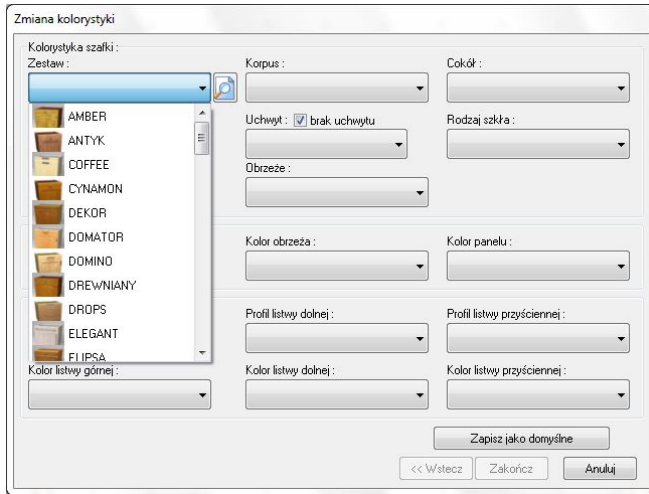 Zmiana kolorystyki
Kolorystyka szafki :
Zestaw :
Korpus :
Cokół :
AMBER
ANTYK
COFFEE
CYNAMON
DEKOR
DOMATOR
DOMINO
DREWNIANY
DROPS
ELEGANT
ELIPSA
Uchwyt : brak uchwytu
Rodzaj szkła :
Obrzeże :
Kolor obrzeża :
Kolor panelu :
Profil listwy dolnej :
Profil listwy przyściennej :
Kolor listwy górnej :
Kolor listwy dolnej :
Kolor listwy przyściennej :
Zapisz jako domyślne
<< Wstecz
Zakończ
Anuluj